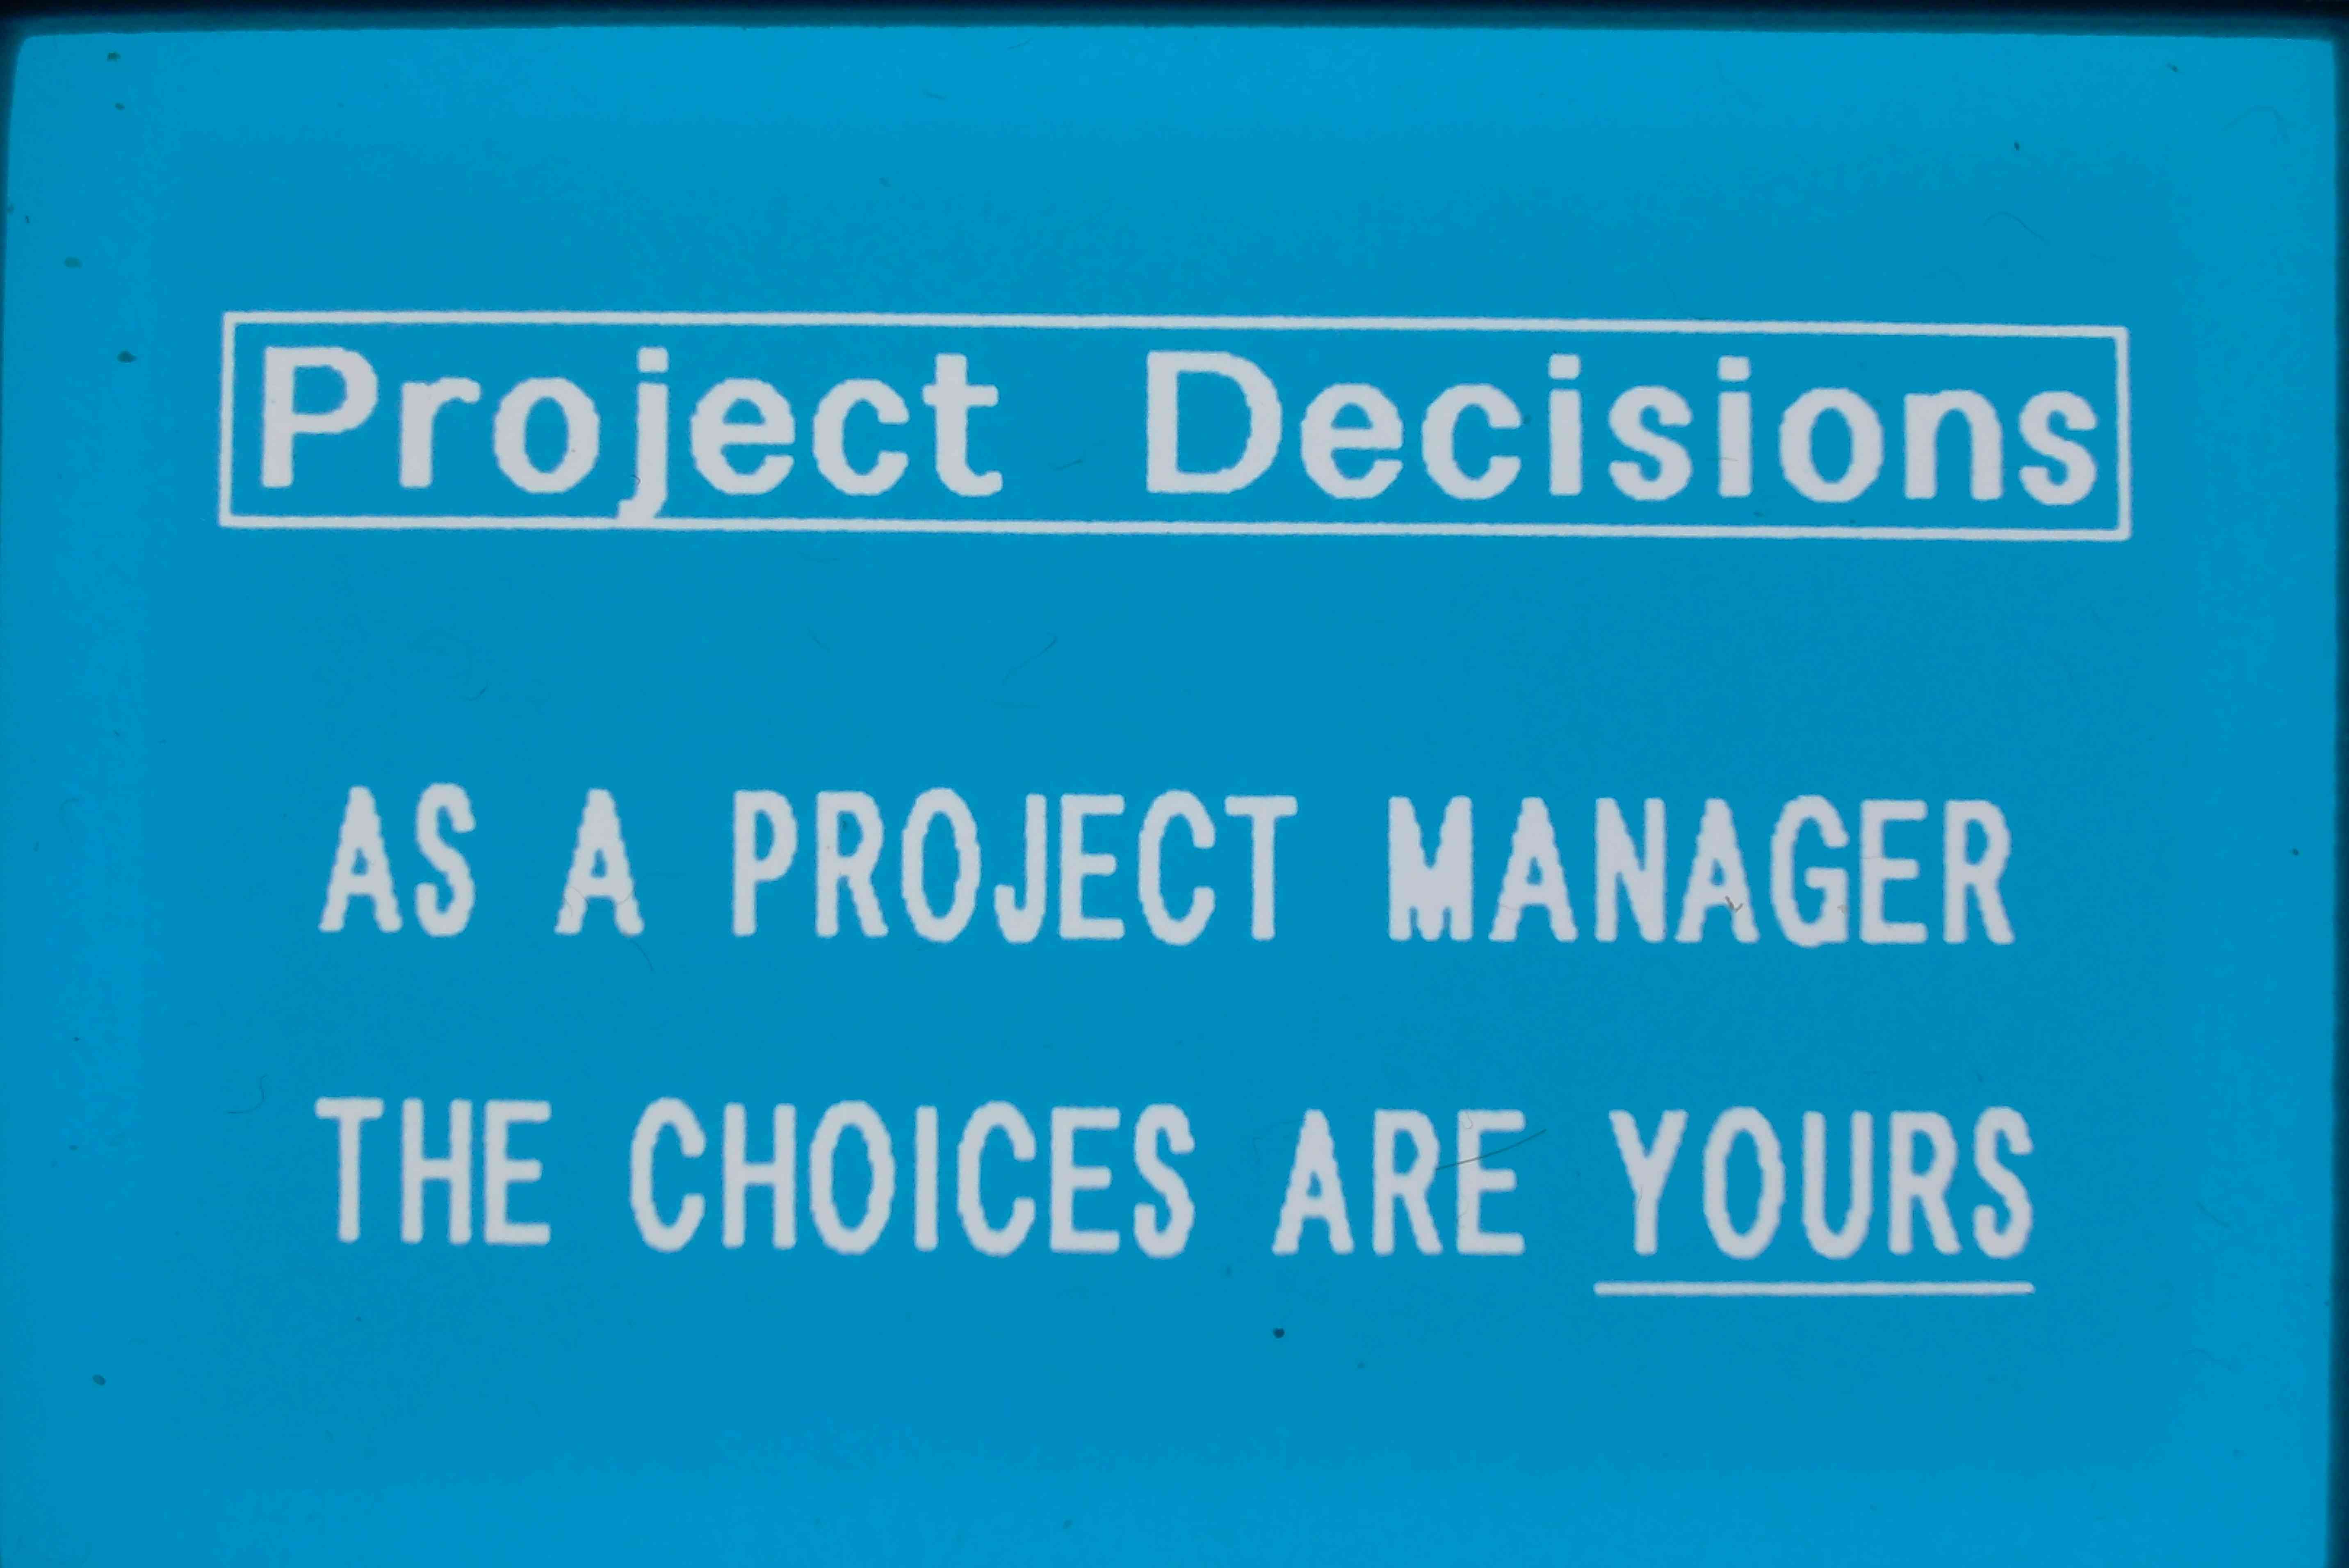 Project Decisions
AS A PROJECT MANAGER
THE CHOICES ARE YOURS